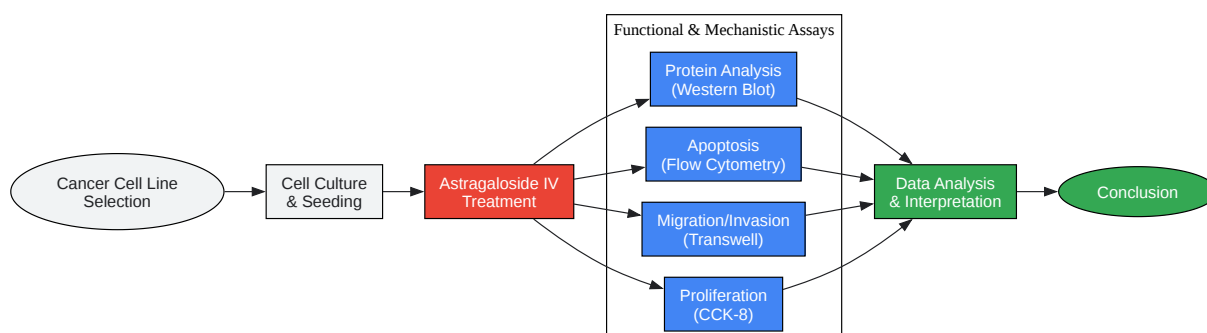 Cancer Cell Line
Selection
Cell Culture
& Seeding
Astragaloside IV
Treatment
Functional & Mechanistic Assays
Protein Analysis
(Western Blot)
Apoptosis
(Flow Cytometry)
Migration/Invasion
(Transwell)
Proliferation
(CCK-8)
Data Analysis
& Interpretation
Conclusion